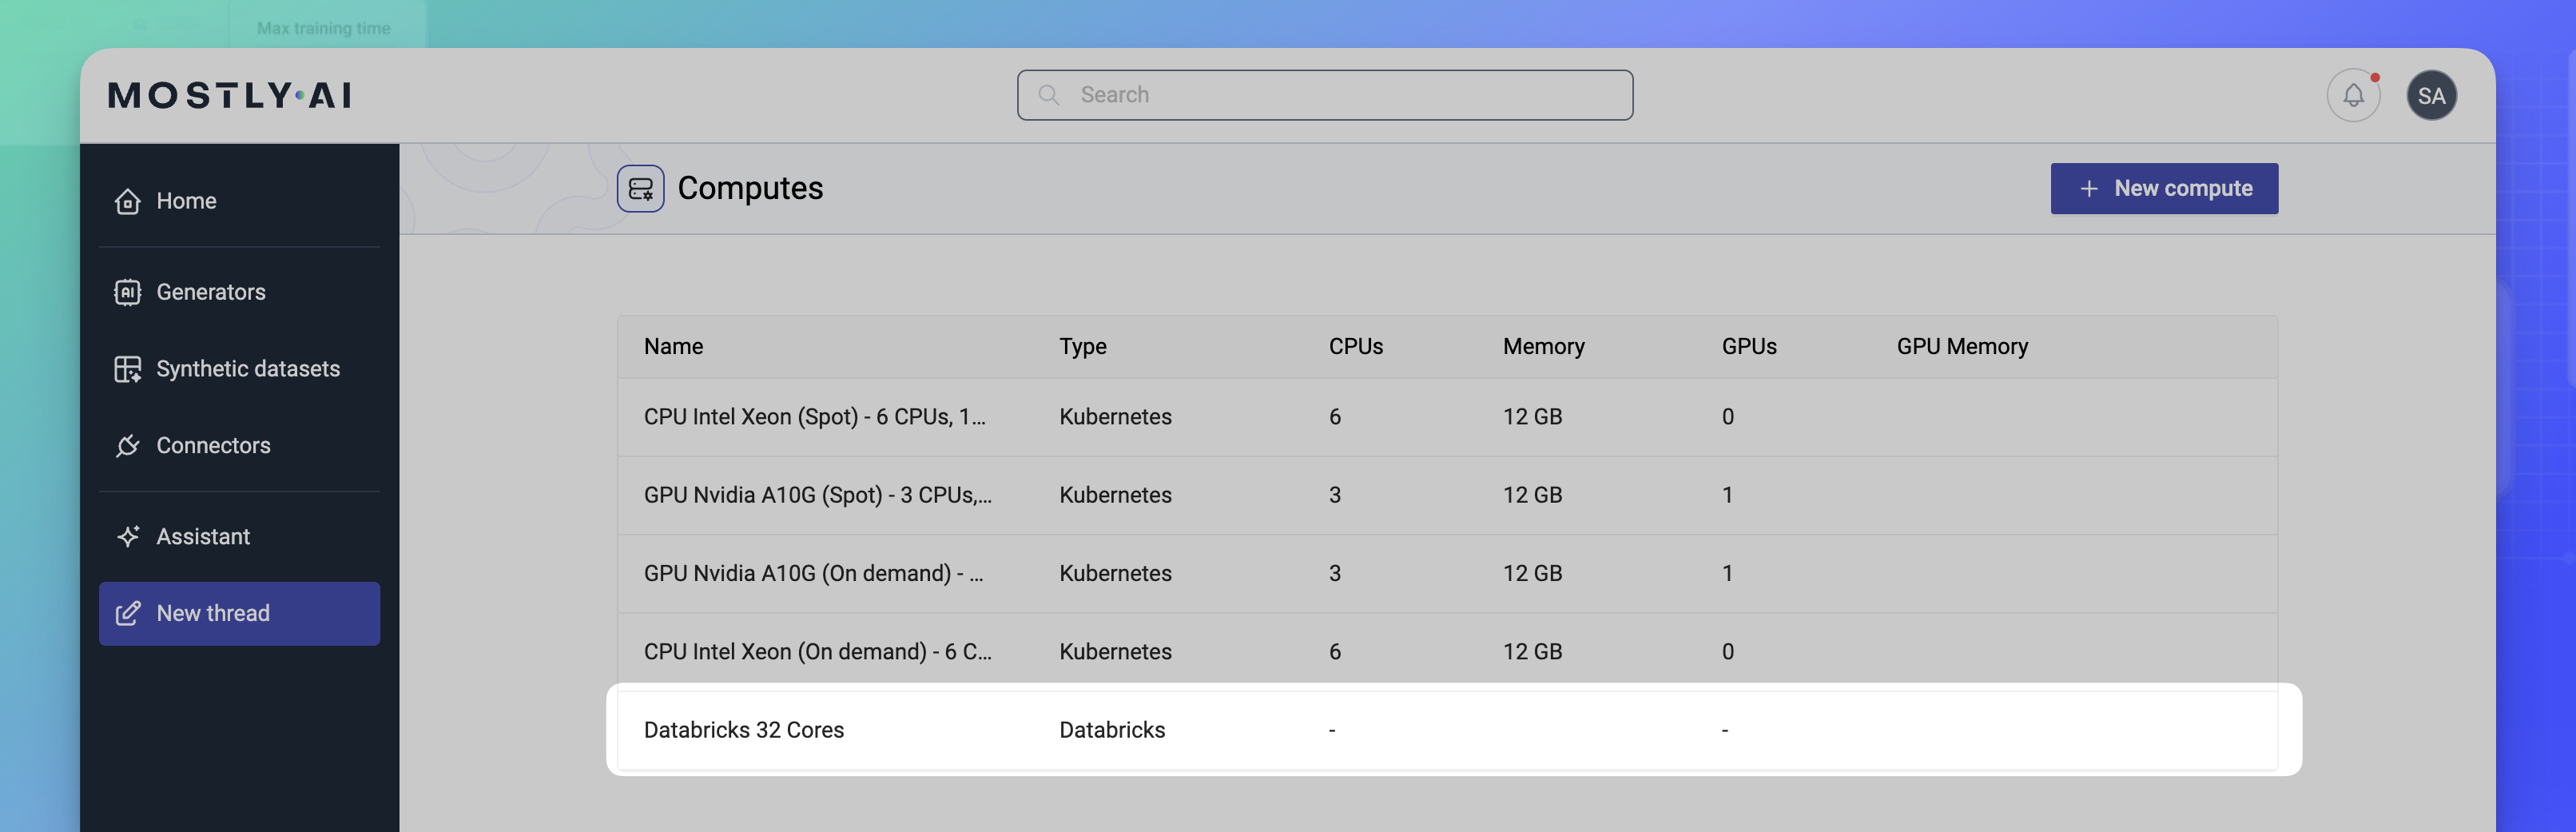 Max training time
MOSTLY·AI
Search
SA
Home
Generators
Synthetic datasets
Connectors
Assistant
New thread
Computes
+ New compute
Name Type CPUs Memory GPUs GPU Memory
CPU Intel Xeon (Spot) - 6 CPUs, 1... Kubernetes 6 12 GB 0
GPU Nvidia A10G (Spot) - 3 CPUs,... Kubernetes 3 12 GB 1
GPU Nvidia A10G (On demand) - ... Kubernetes 3 12 GB 1
CPU Intel Xeon (On demand) - 6 C... Kubernetes 6 12 GB 0
Databricks 32 Cores Databricks - -